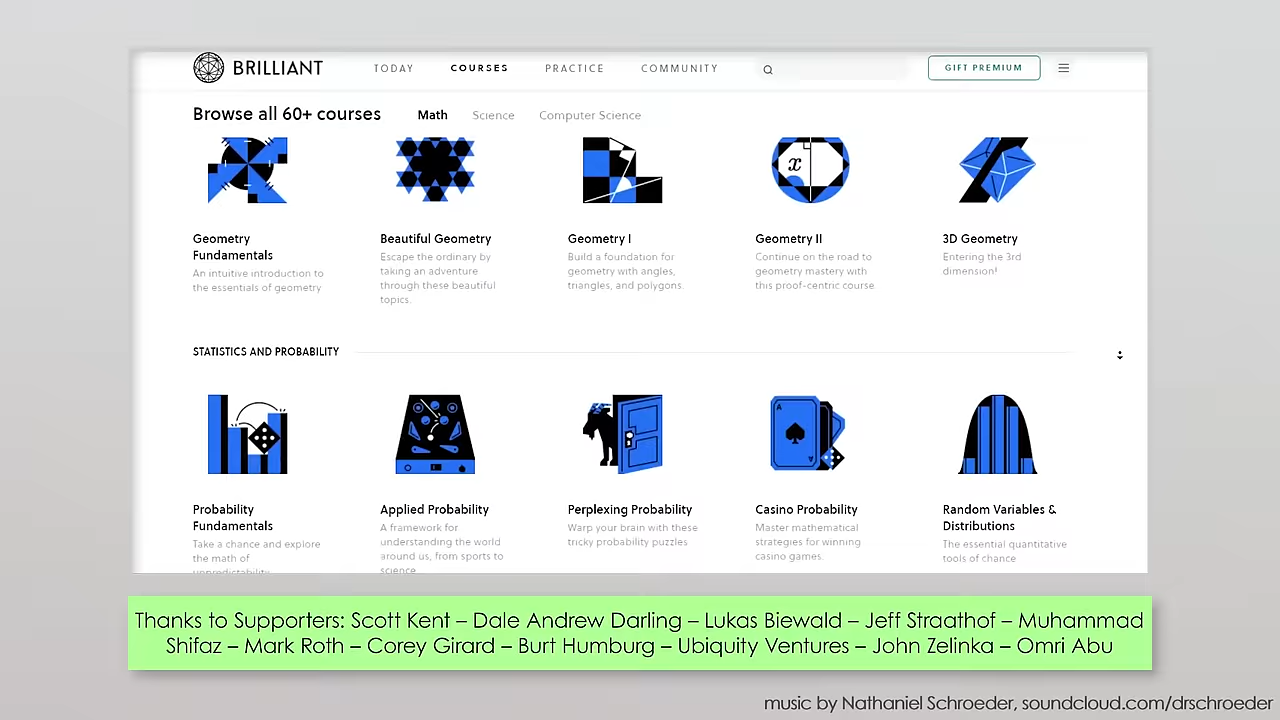 BRILLIANT
TODAY COURSES PRACTICE COMMUNITY GIFT PREMIUM
Browse all 60+ courses Math Science Computer Science
x
Geometry Fundamentals
An intuitive introduction to
the essentials of geometry
Beautiful Geometry
Escape the ordinary by
taking an adventure
through these beautiful
topics.
Geometry I
Build a foundation for
geometry with angles,
triangles, and polygons.
Geometry II
Continue on the road to
geometry mastery with
this proof-centric course
3D Geometry
Entering the 3rd
dimension!
STATISTICS AND PROBABILITY
A
A
Probability
Fundamentals
Take a chance and explore
the math of
unpredictability
Applied Probability
A framework for
understanding the world
around us, from sports to
science.
Perplexing Probability
Warp your brain with these
tricky probability puzzles
Casino Probability
Master mathematical
strategies for winning
casino games.
Random Variables &
Distributions
The essential quantitative
tools of chance
Thanks to Supporters: Scott Kent – Dale Andrew Darling – Lukas Biewald – Jeff Straathof – Muhammad
Shifaz – Mark Roth – Corey Girard – Burt Humburg – Ubiquity Ventures – John Zelinka – Omri Abu
music by Nathaniel Schroeder, soundcloud.com/drschroeder